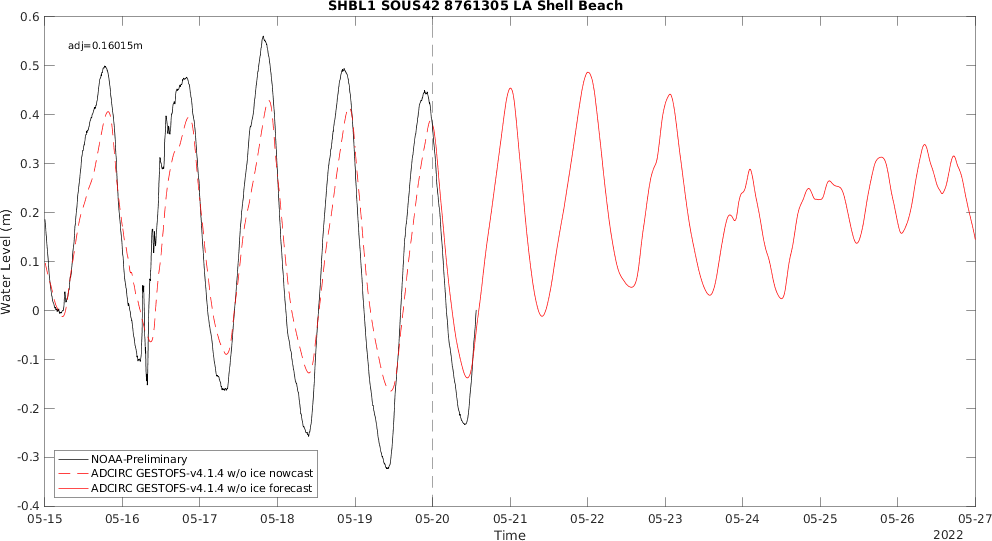 SHBL1 SOUS42 8761305 LA Shell Beach
adj=0.16015m
0.6
0.5
0.4
0.3
0.2
0.1
0
-0.1
-0.2
-0.3
-0.4
Water Level (m)
NOAA-Preliminary
ADCIRC GESTOFS-v4.1.4 w/o ice nowcast
ADCIRC GESTOFS-v4.1.4 w/o ice forecast
05-15 05-16 05-17 05-18 05-19 05-20 05-21 05-22 05-23 05-24 05-25 05-26 05-27
Time
2022